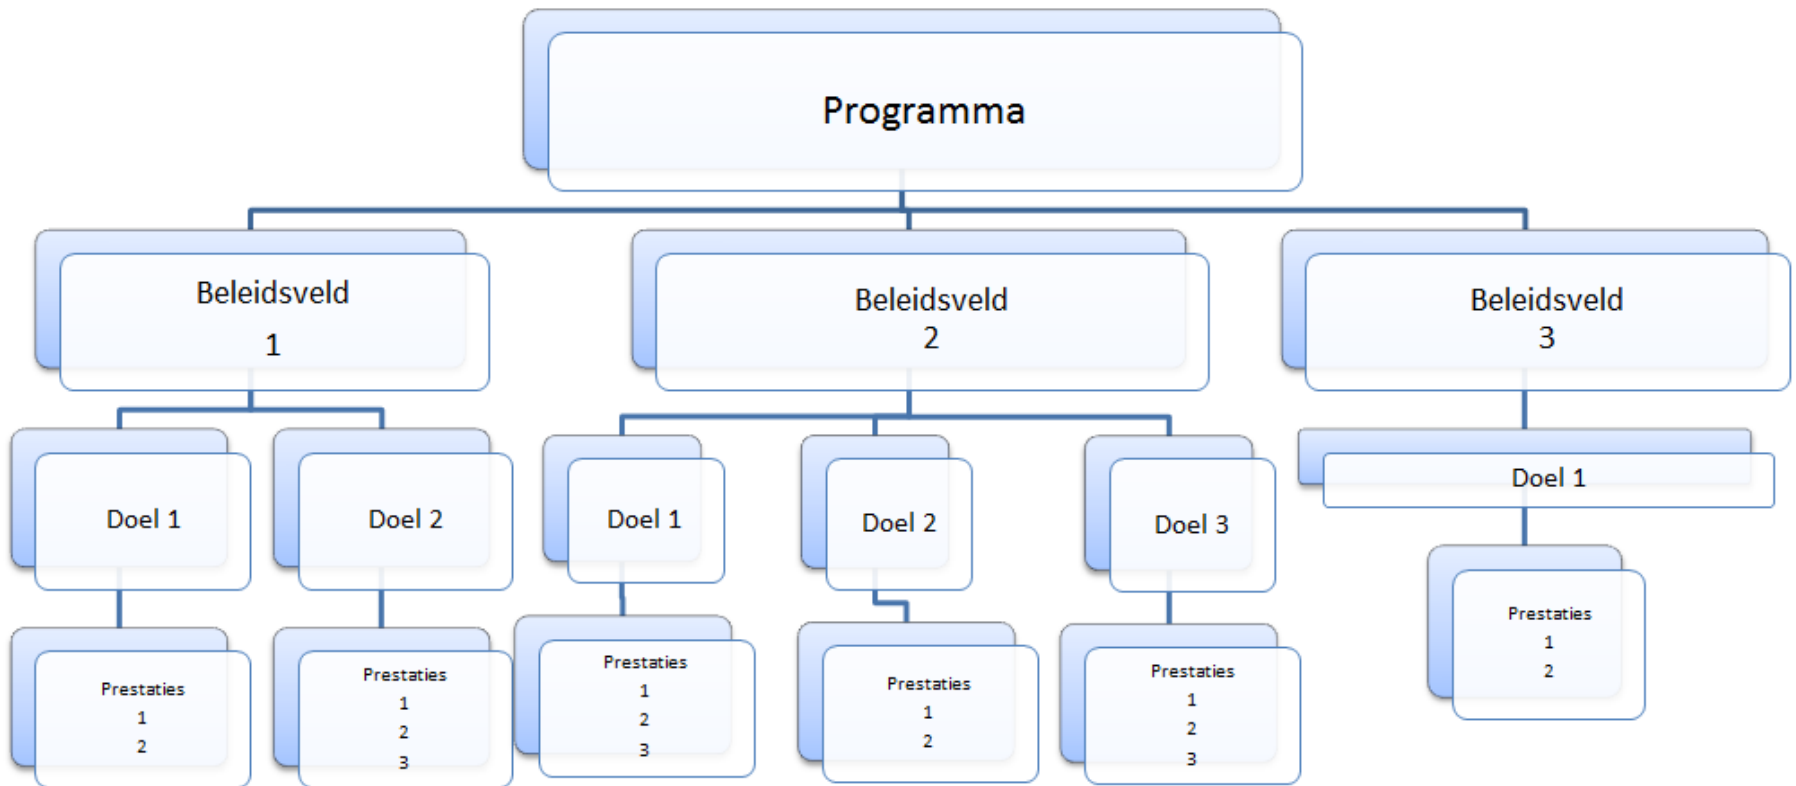 Programma
Beleidsveld
1
Beleidsveld
2
Beleidsveld
3
Doel 1
Doel 2
Doel 1
Doel 2
Doel 3
Doel 1
Prestaties
1
2
Prestaties
1
2
3
Prestaties
1
2
3
Prestaties
1
2
Prestaties
1
2
3
Prestaties
1
2